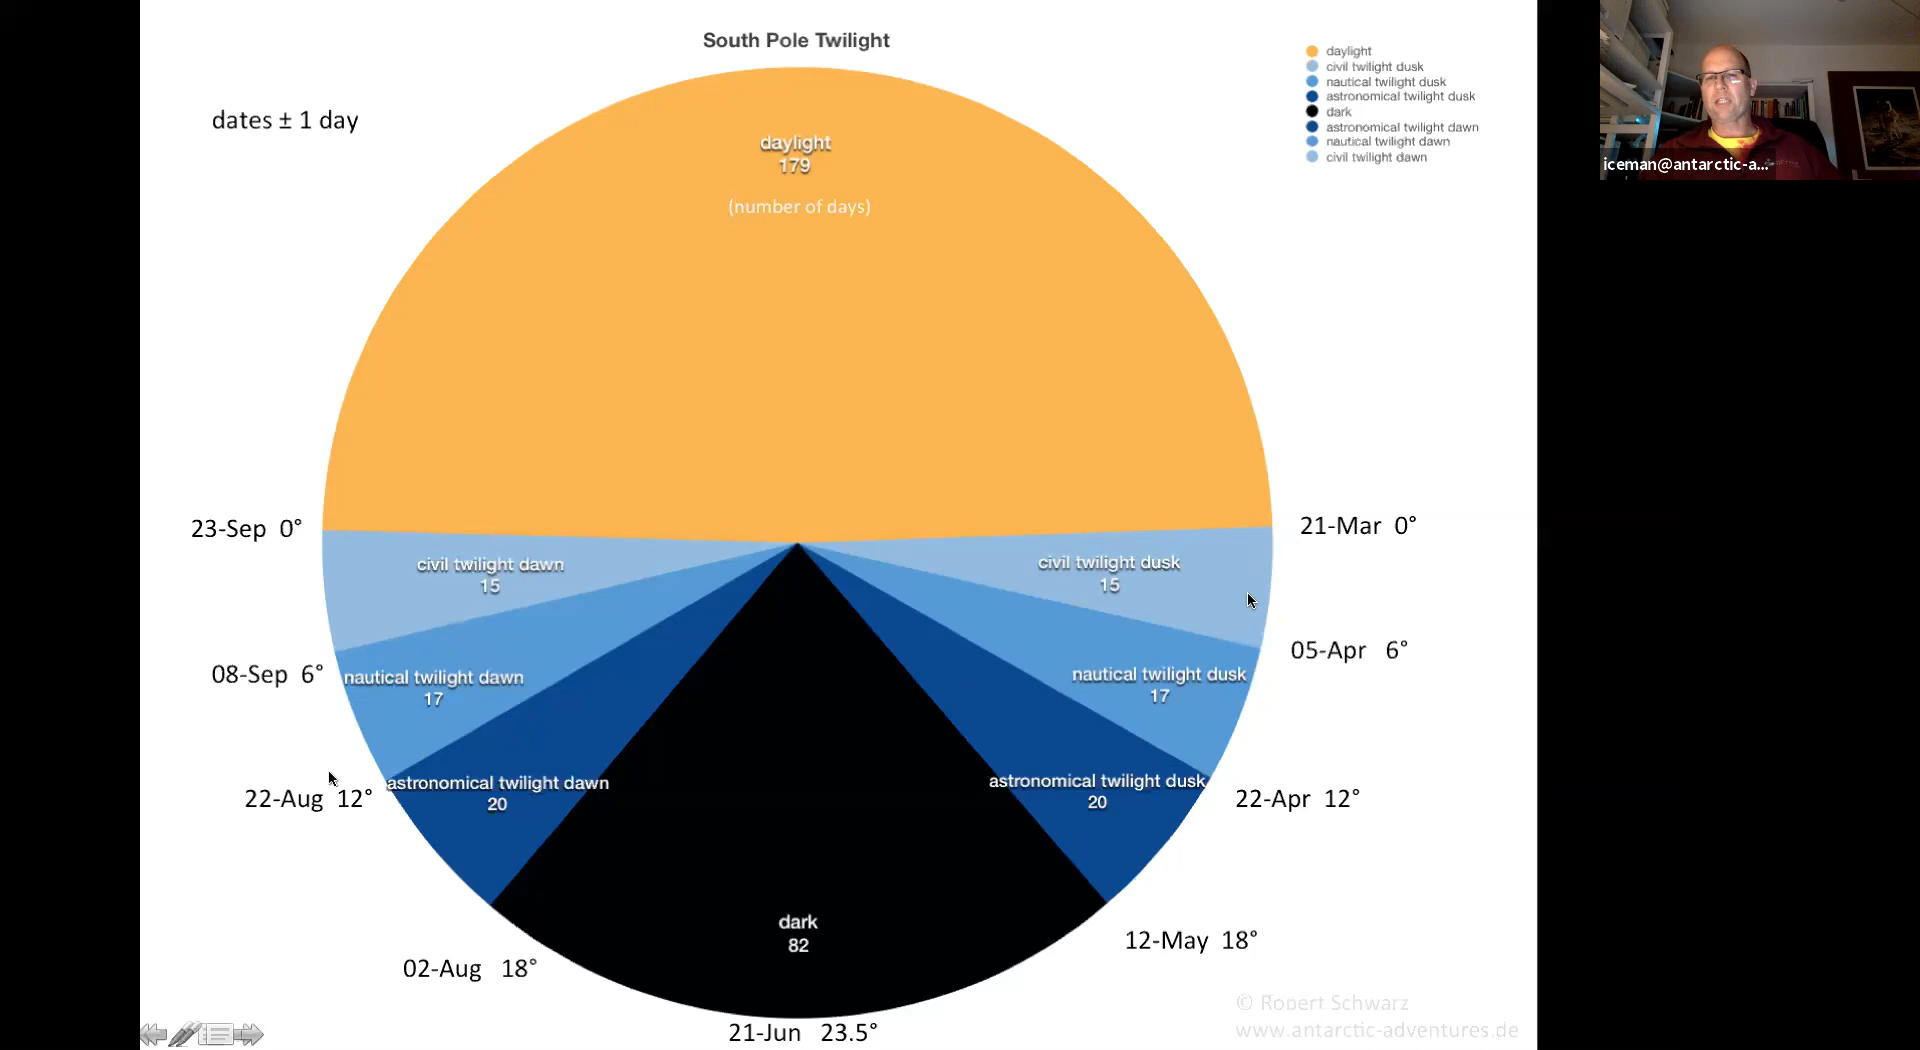 South Pole Twilight
dates ± 1 day
daylight
civil twilight dusk
nautical twilight dusk
astronomical twilight dusk
dark
astronomical twilight dawn
nautical twilight dawn
civil twilight dawn
iceman@antarctic-a...
daylight
179
(number of days)
23-Sep 0°
21-Mar 0°
civil twilight dawn
15
civil twilight dusk
15
08-Sep 6°
05-Apr 6°
nautical twilight dawn
17
nautical twilight dusk
17
22-Aug 12°
22-Apr 12°
astronomical twilight dawn
20
astronomical twilight dusk
20
dark
82
02-Aug 18°
12-May 18°
21-Jun 23.5°
© Robert Schwarz
www.antarctic-adventures.de